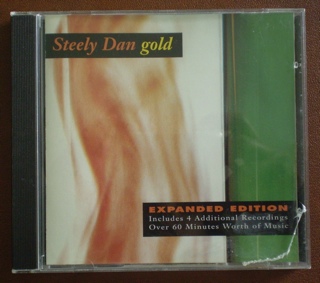 Steely Dan gold
EXPANDED EDITION
Includes 4 Additional Recordings
Over 60 Minutes Worth of Music